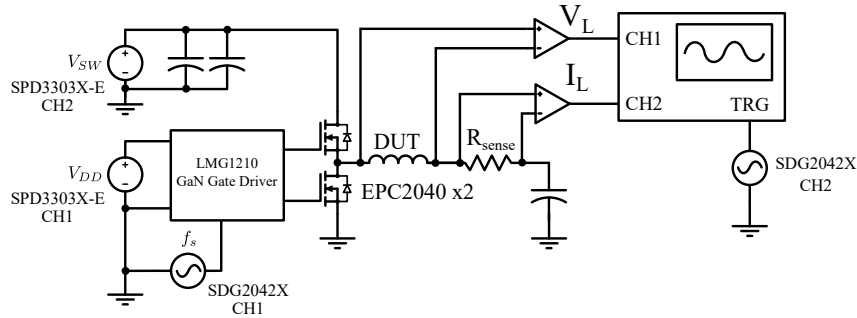 V_L
CH1
V_SW
SPD3303X-E
CH2
I_L
CH2
TRG
LMG1210
GaN Gate Driver
DUT
R_sense
V_DD
SPD3303X-E
CH1
EPC2040 x2
SDG2042X
CH2
f_s
SDG2042X
CH1